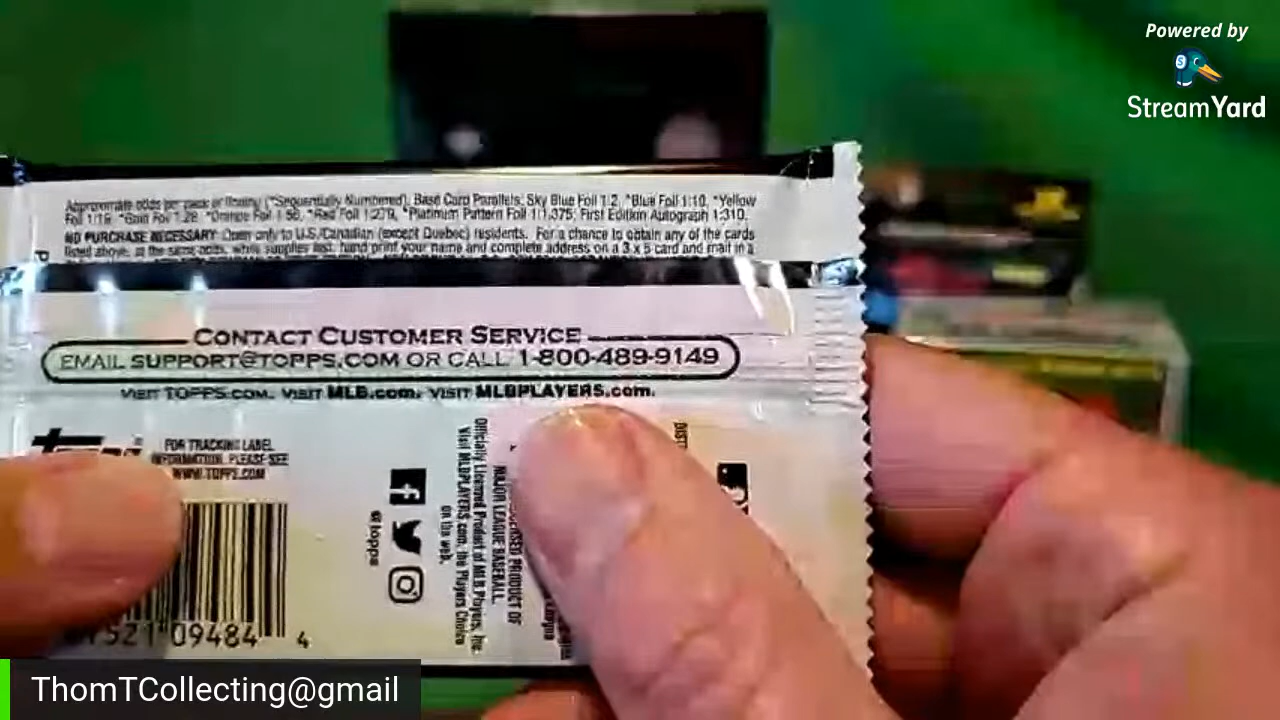 Powered by
StreamYard
Approximate odds per pack of finding (*Sequentially Numbered). Base Card Parallels: Sky Blue Foil 1:2, *Blue Foil 1:10, *Yellow
Foil 1:19, *Gold Foil 1:28, *Orange Foil 1:56, *Red Foil *Platinum Pattern Foil 1:1,375; First Edition Autograph 1:310.
NO PURCHASE NECESSARY: Open only to U.S./Canadian (except Quebec) residents. For a chance to obtain any of the cards
listed above, at the same odds, while supplies last, hand print your name and complete address on a 3 x 5 card and mail in a
P
CONTACT CUSTOMER SERVICE
EMAIL SUPPORT@TOPPS.COM OR CALL 1-800-489-9149
VISIT TOPPS.COM. VISIT MLB.com. VISIT MLBPLAYERS.com.
FOR TRACKING LABEL
INFORMATION, PLEASE SEE
WWW.TOPPS.COM
@topps
Officially Licensed Product of MLB Players, Inc.
Visit MLBPLAYERS.com, the Players Choice
on the web.
PRODUCT OF
MAJOR LEAGUE BASEBALL.
09484 4
ThomTCollecting@gmail